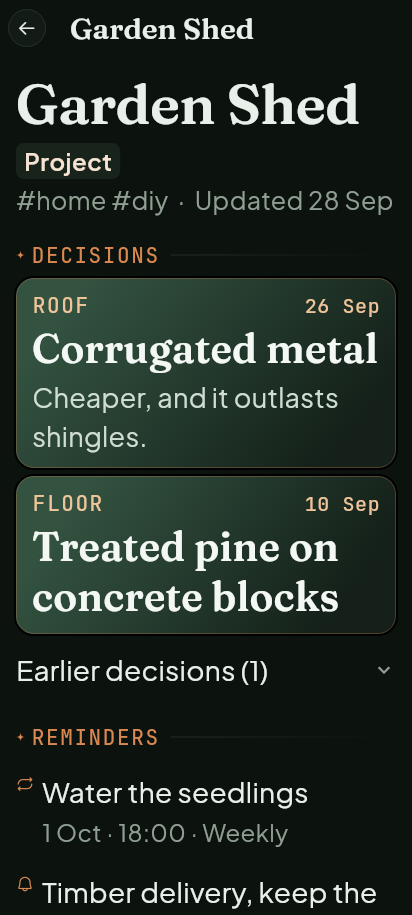 Garden Shed
Garden Shed
Project
#home #diy · Updated 28 Sep
DECISIONS
ROOF 26 Sep
Corrugated metal
Cheaper, and it outlasts
shingles.
FLOOR 10 Sep
Treated pine on
concrete blocks
Earlier decisions (1)
REMINDERS
Water the seedlings
1 Oct · 18:00 · Weekly
Timber delivery, keep the